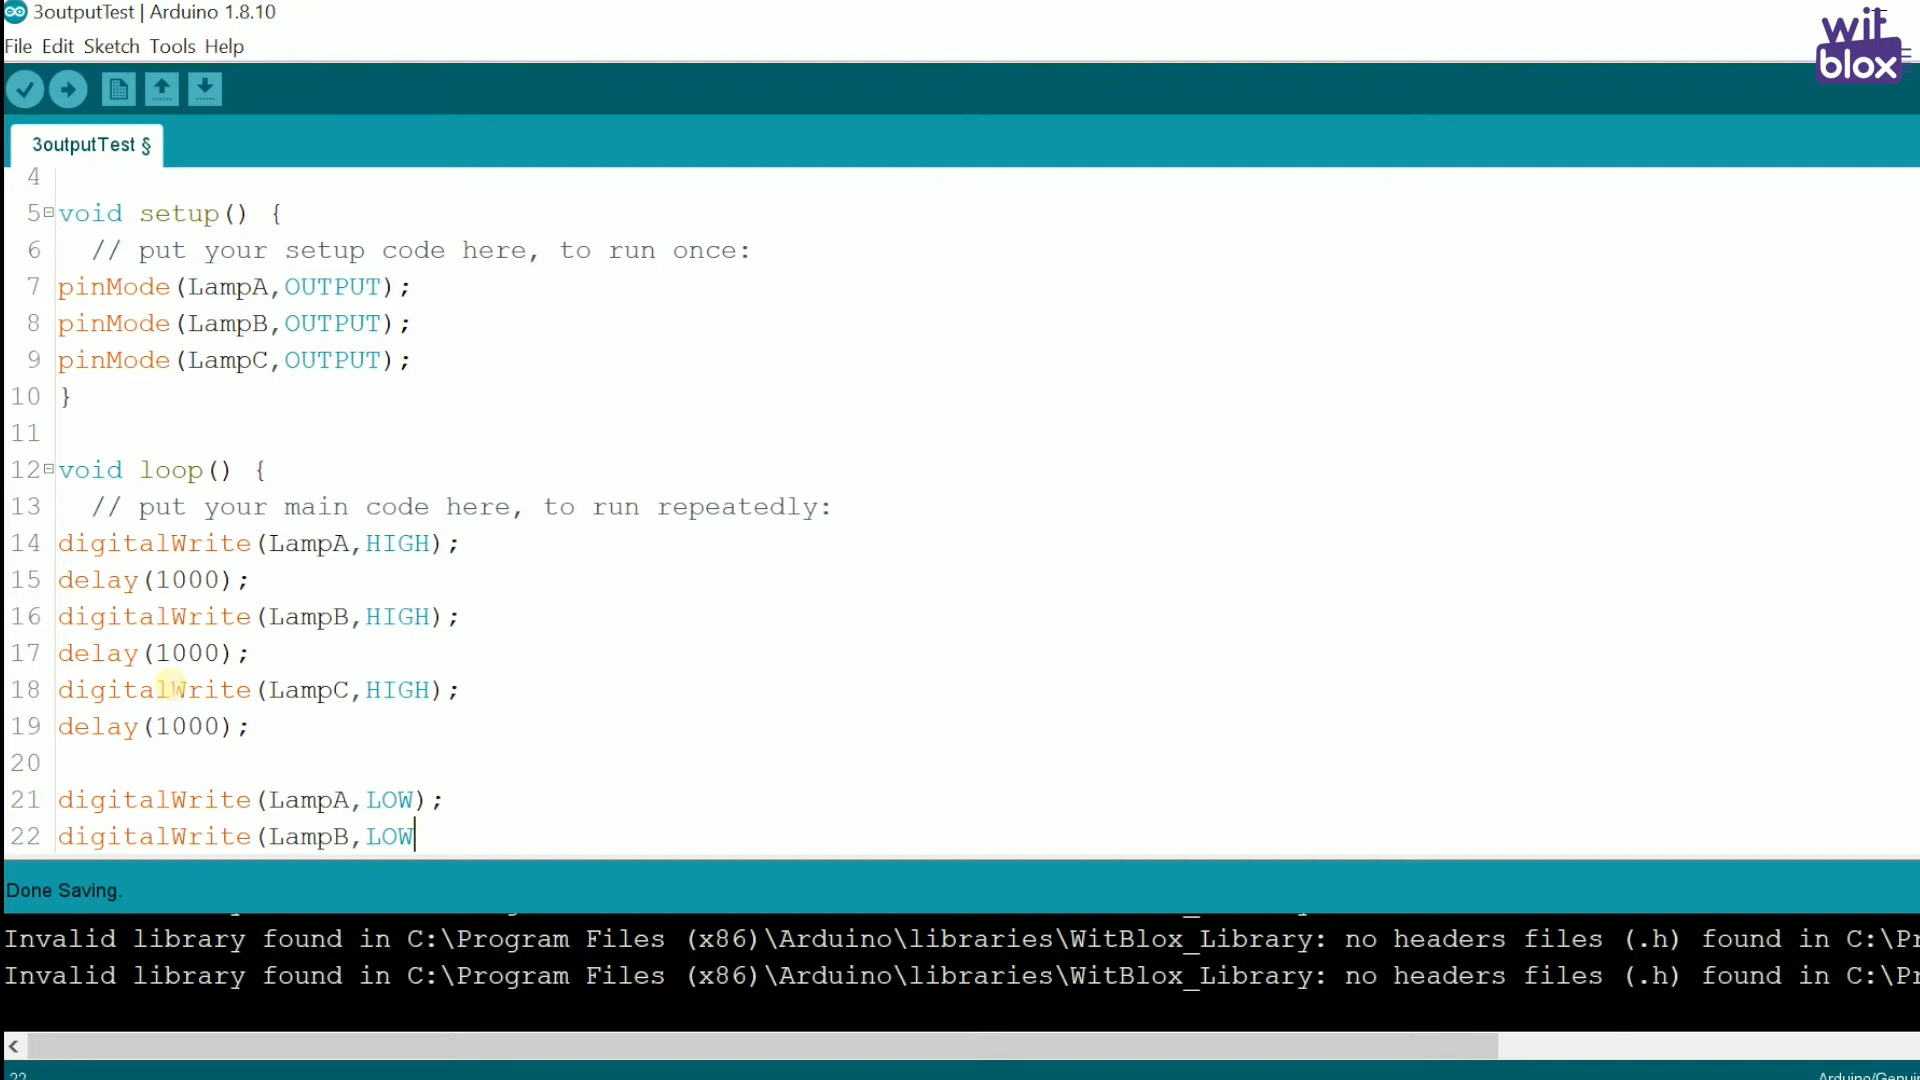 3outputTest | Arduino 1.8.10
wit
blox
File Edit Sketch Tools Help
3outputTest §
4
5 void setup() {
6 // put your setup code here, to run once:
7 pinMode(LampA,OUTPUT);
8 pinMode(LampB,OUTPUT);
9 pinMode(LampC,OUTPUT);
10 }
11
12 void loop() {
13 // put your main code here, to run repeatedly:
14 digitalWrite(LampA,HIGH);
15 delay(1000);
16 digitalWrite(LampB,HIGH);
17 delay(1000);
18 digitalWrite(LampC,HIGH);
19 delay(1000);
20
21 digitalWrite(LampA,LOW);
22 digitalWrite(LampB,LOW
Done Saving.
Invalid library found in C:\Program Files (x86)\Arduino\libraries\WitBlox_Library: no headers files (.h) found in C:\Pr
Invalid library found in C:\Program Files (x86)\Arduino\libraries\WitBlox_Library: no headers files (.h) found in C:\Pr
22